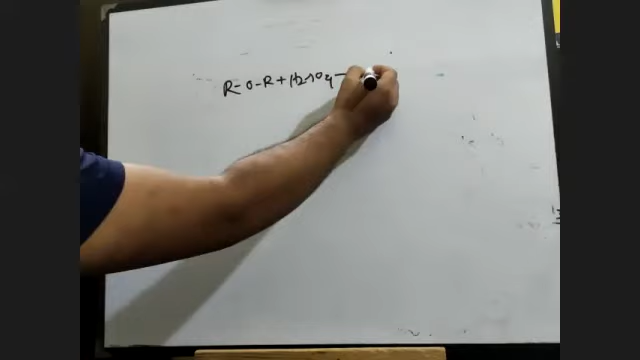 R-O-R + H2SO4 —